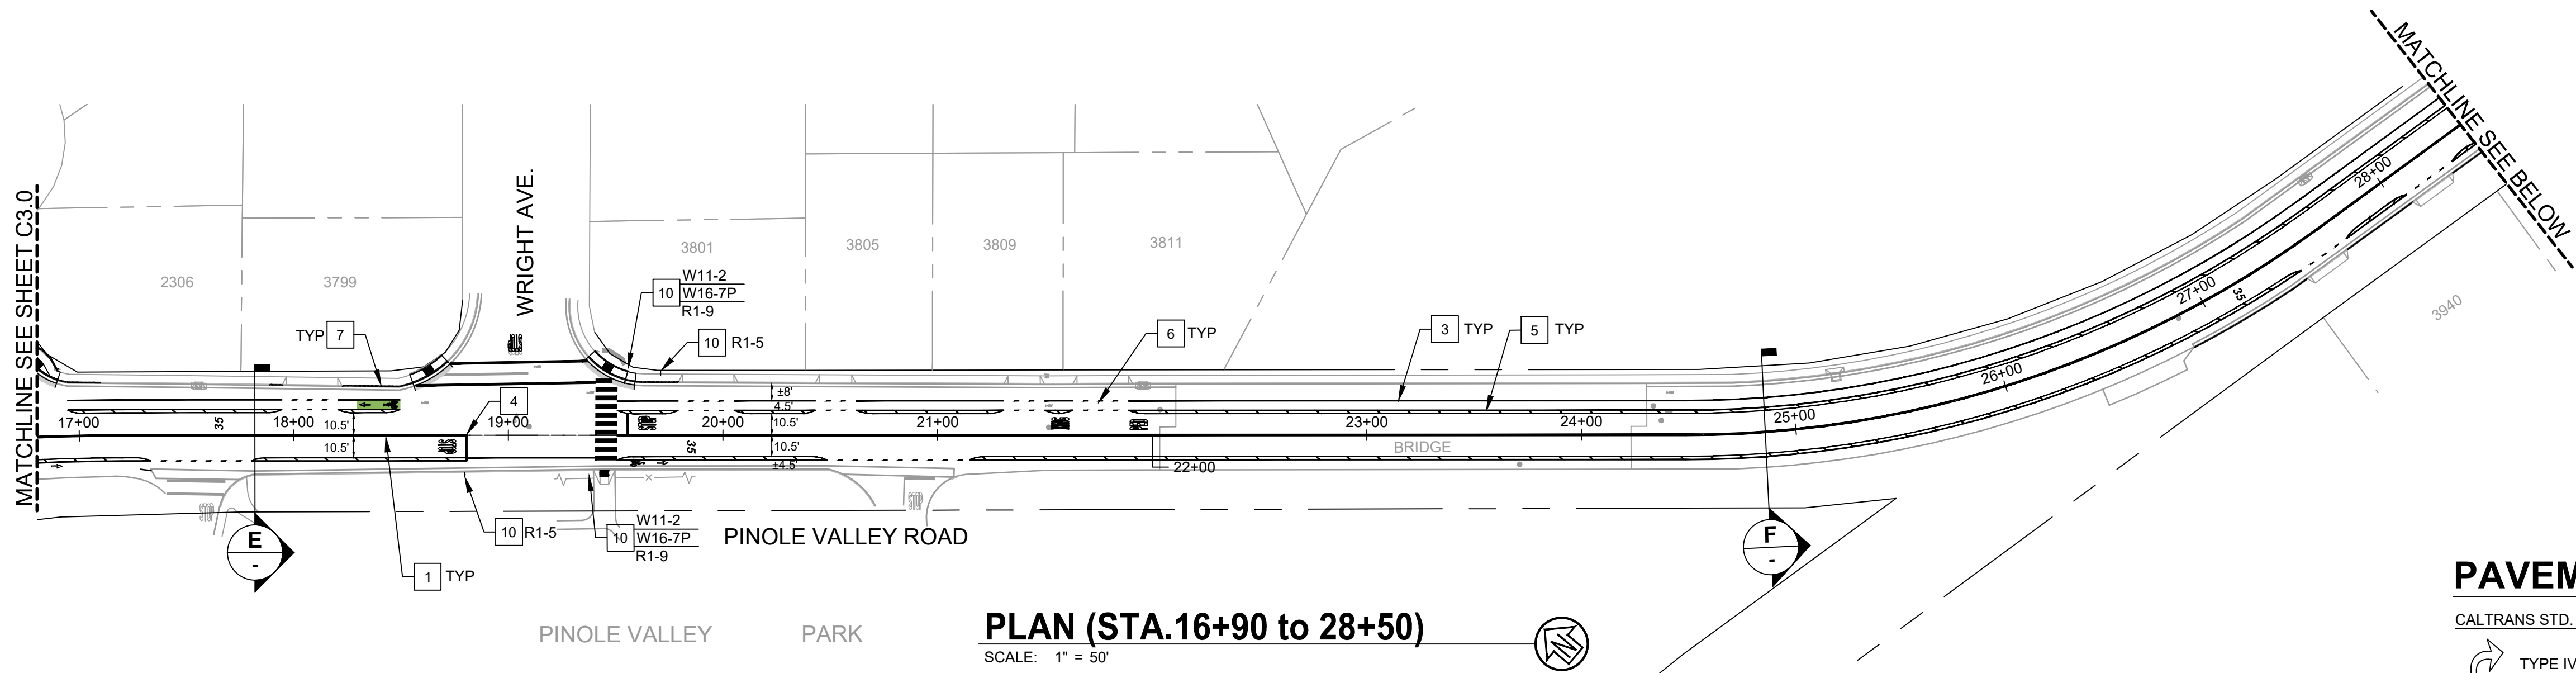 MATCHLINE SEE SHEET C3.0
2306
3799
WRIGHT AVE.
3801
3805
3809
3811
3940
MATCHLINE SEE BELOW
TYP 7
10
W11-2
W16-7P
R1-9
10 R1-5
6 TYP
3 TYP
5 TYP
4
STOP
±8'
4.5'
10.5'
10.5'
10.5'
10.5'
±4.5'
35
35
35
17+00
18+00
19+00
20+00
21+00
22+00
23+00
24+00
25+00
26+00
27+00
28+00
STOP
STOP
STOP
BRIDGE
E
-
F
-
10 R1-5
10
W11-2
W16-7P
R1-9
1 TYP
PINOLE VALLEY ROAD
PINOLE VALLEY PARK
PLAN (STA.16+90 to 28+50)
SCALE: 1" = 50'
N
PAVEM
CALTRANS STD.
TYPE IV